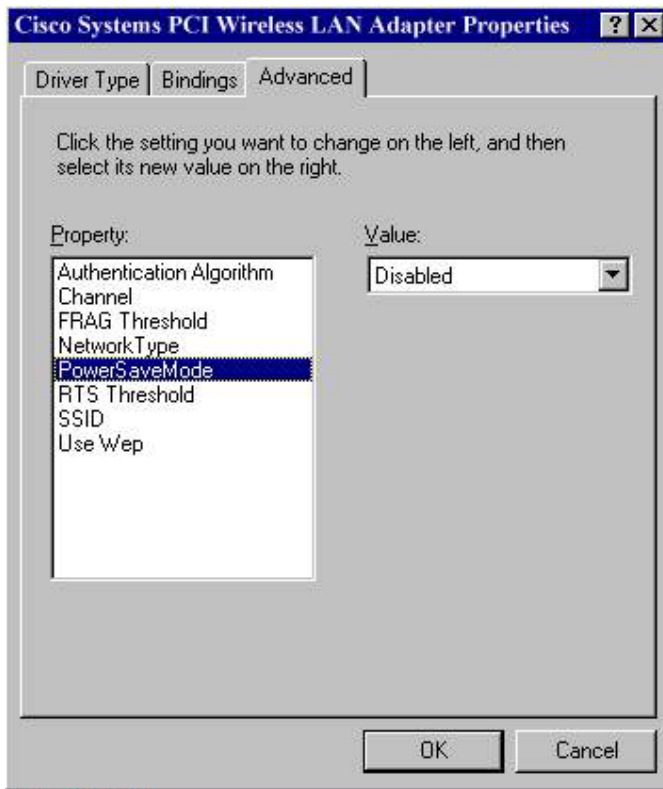 Cisco Systems PCI Wireless LAN Adapter Properties
Driver Type Bindings Advanced
Click the setting you want to change on the left, and then
select its new value on the right.
Property:
Authentication Algorithm
Channel
FRAG Threshold
NetworkType
PowerSaveMode
RTS Threshold
SSID
Use Wep
Value:
Disabled
OK Cancel